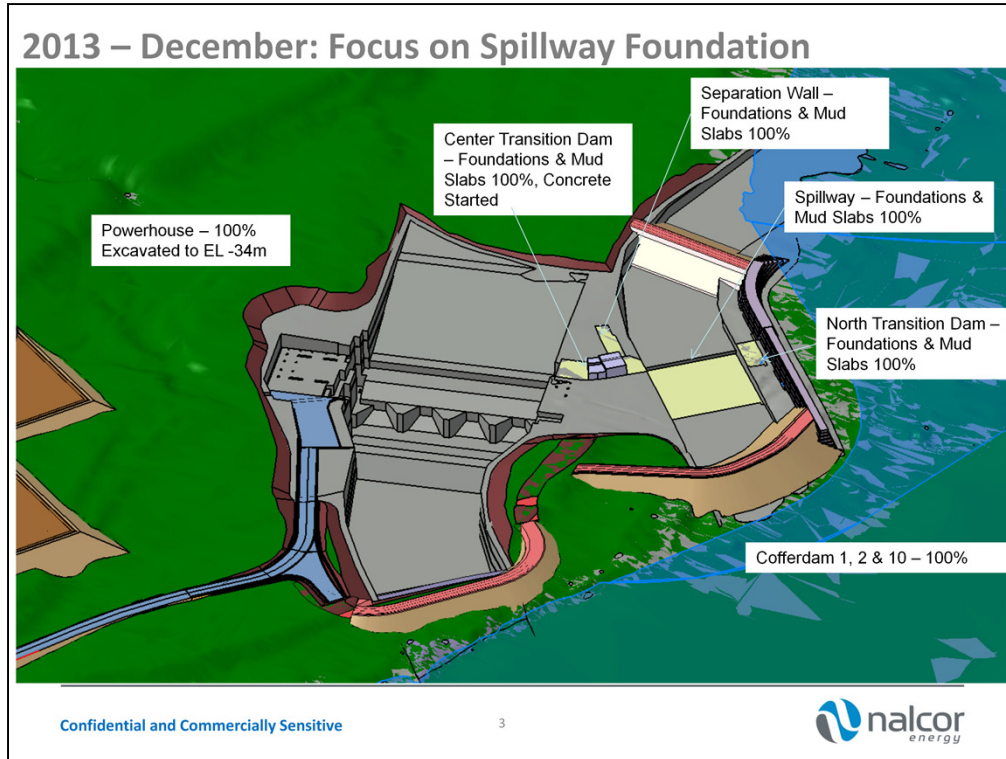 2013 – December: Focus on Spillway Foundation
Separation Wall –
Foundations & Mud
Slabs 100%
Center Transition Dam
– Foundations & Mud
Slabs 100%, Concrete
Started
Spillway – Foundations &
Mud Slabs 100%
Powerhouse – 100%
Excavated to EL -34m
North Transition Dam –
Foundations & Mud
Slabs 100%
Cofferdam 1, 2 & 10 – 100%
Confidential and Commercially Sensitive
3
nalcor
energy